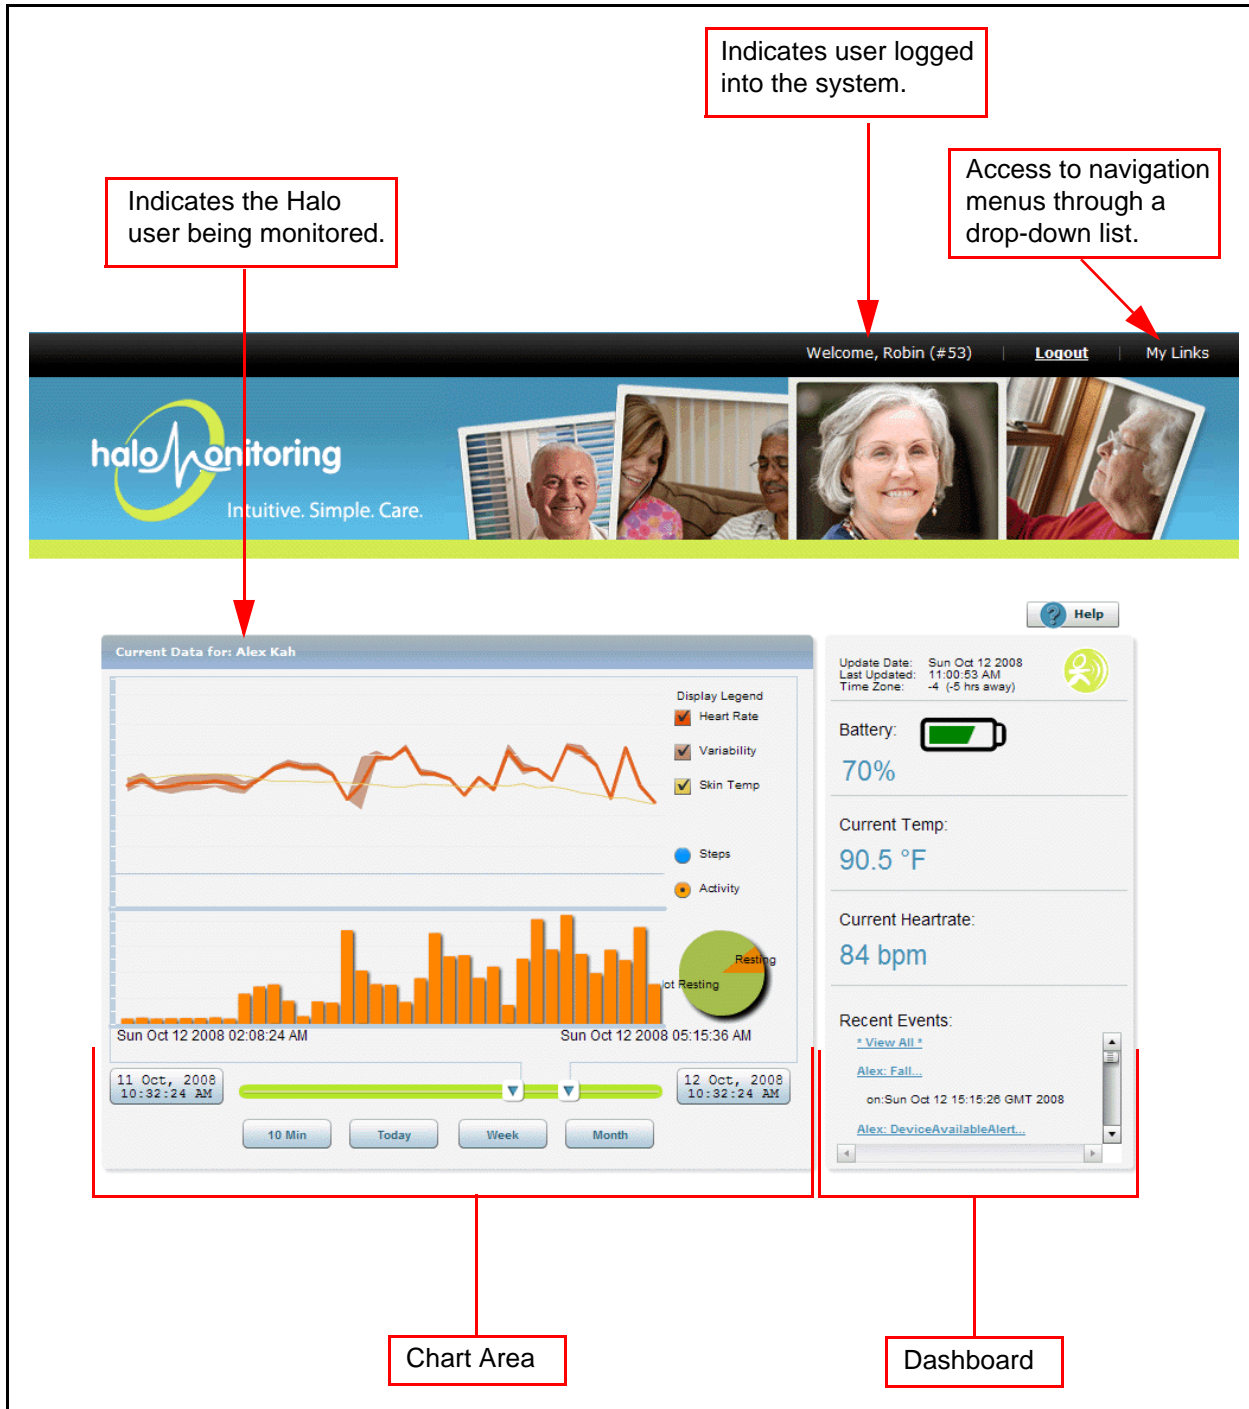 Indicates user logged
into the system.
Access to navigation
menus through a
drop-down list.
Indicates the Halo
user being monitored.
Welcome, Robin (#53) | Logout | My Links
halo monitoring
Intuitive. Simple. Care.
Help
Current Data for: Alex Kah
Display Legend
Heart Rate
Variability
Skin Temp
Steps
Activity
Resting
ot Resting
Sun Oct 12 2008 02:08:24 AM
Sun Oct 12 2008 05:15:36 AM
11 Oct, 2008
10:32:24 AM
12 Oct, 2008
10:32:24 AM
10 Min
Today
Week
Month
Update Date: Sun Oct 12 2008
Last Updated: 11:00:53 AM
Time Zone: -4 (-5 hrs away)
Battery:
70%
Current Temp:
90.5 °F
Current Heartrate:
84 bpm
Recent Events:
* View All *
Alex: Fall...
on:Sun Oct 12 15:15:26 GMT 2008
Alex: DeviceAvailableAlert...
Chart Area
Dashboard